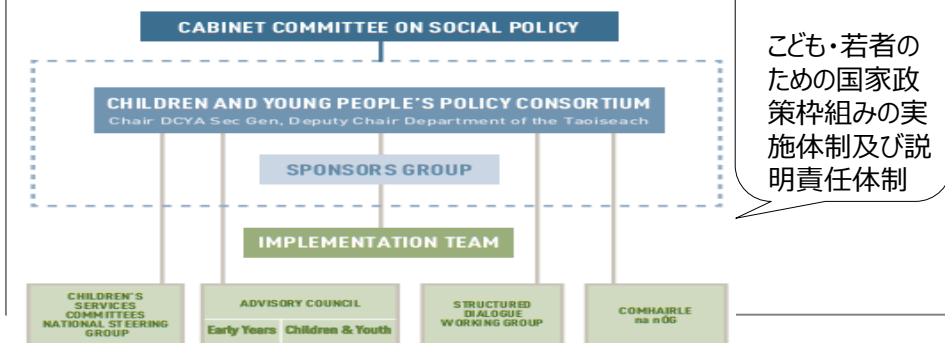 CABINET COMMITTEE ON SOCIAL POLICY
CHILDREN AND YOUNG PEOPLE'S POLICY CONSORTIUM
Chair DCYA Sec Gen, Deputy Chair Department of the Taoiseach
SPONSORS GROUP
IMPLEMENTATION TEAM
CHILDREN'S
SERVICES
COMMITTEES
NATIONAL STEERING
GROUP
ADVISORY COUNCIL
Early Years
Children & Youth
STRUCTURED
DIALOGUE
WORKING GROUP
COMHAIRLE
na nÓG
こども・若者の
ための国家政
策枠組みの実
施体制及び説
明責任体制